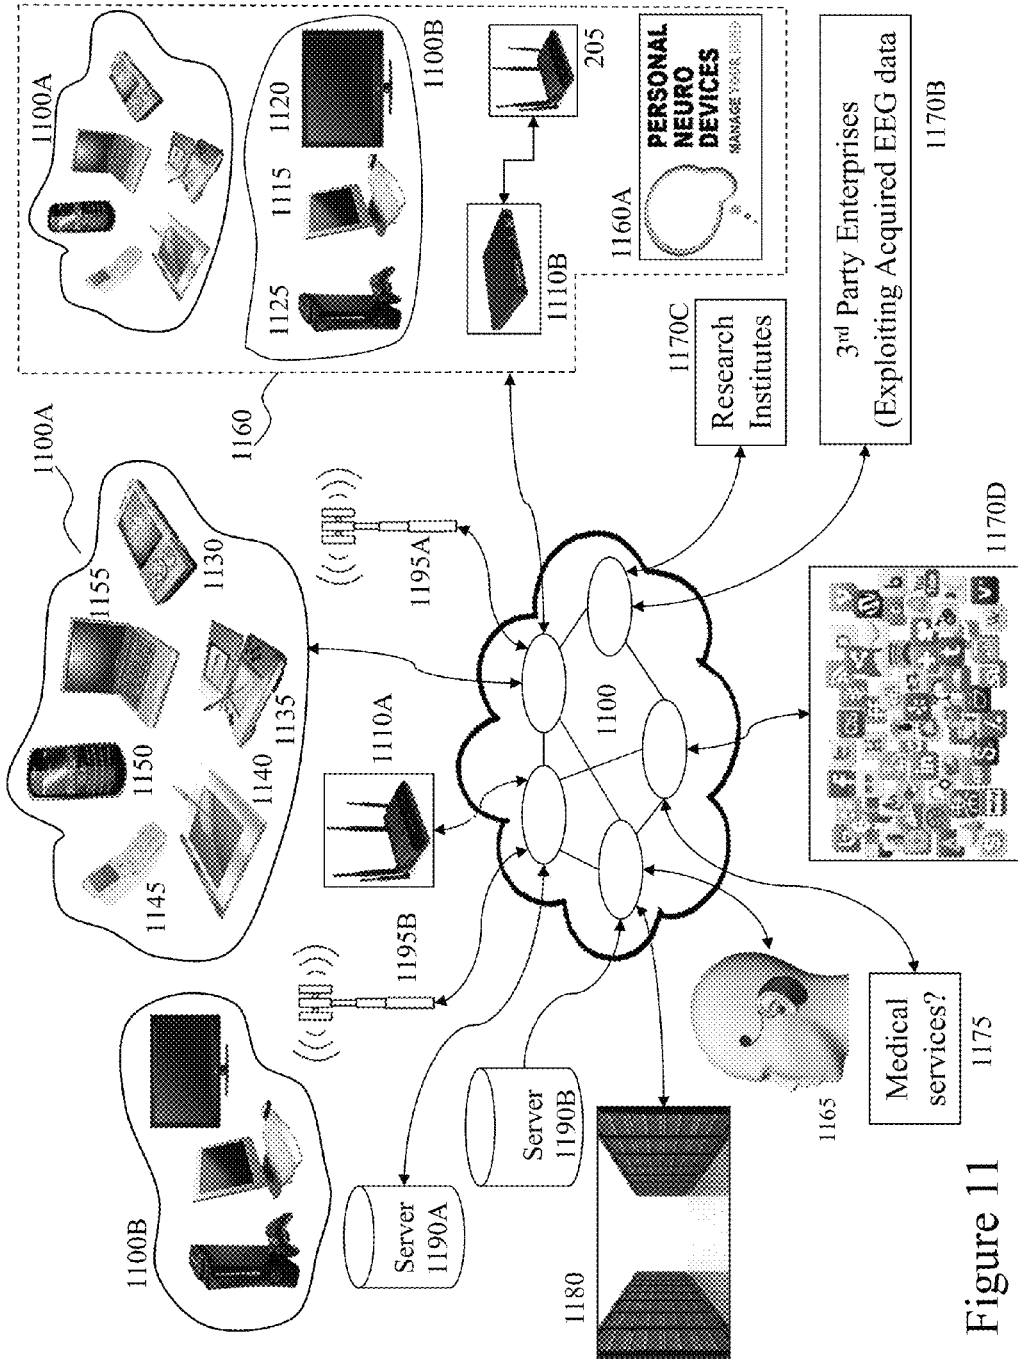 1100B
1145
1150
1155
1100A
1140
1135
1130
1160
1100A
1125
1115
1120
1100B
1110B
205
1160A
PERSONAL
NEURO
DEVICES
1195B
1110A
1195A
Server
1190A
Server
1190B
1100
1170C
Research
Institutes
3rd Party Enterprises
(Exploiting Acquired EEG data
1170B
1180
1165
Medical
services?
1175
1170D
Figure 11